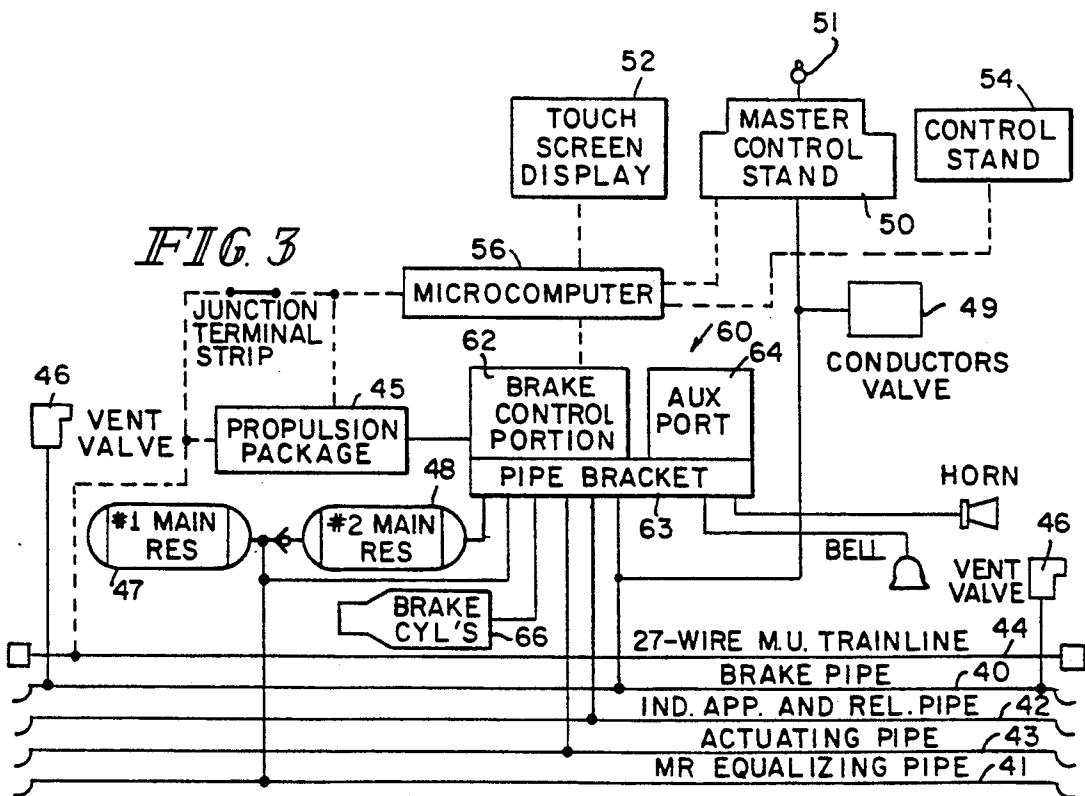 51
52
54
TOUCH
SCREEN
DISPLAY
MASTER
CONTROL
STAND
CONTROL
STAND
50
FIG. 3
56
MICROCOMPUTER
JUNCTION
TERMINAL
STRIP
49
CONDUCTORS
VALVE
60
62
64
46
VENT
VALVE
45
PROPULSION
PACKAGE
BRAKE
CONTROL
PORTION
AUX
PORT
PIPE BRACKET
63
48
#1 MAIN
RES
47
#2 MAIN
RES
HORN
BELL
46
VENT
VALVE
BRAKE
CYL'S
66
27-WIRE M.U. TRAINLINE
44
BRAKE PIPE
40
IND. APP. AND REL. PIPE
42
ACTUATING PIPE
43
MR EQUALIZING PIPE
41